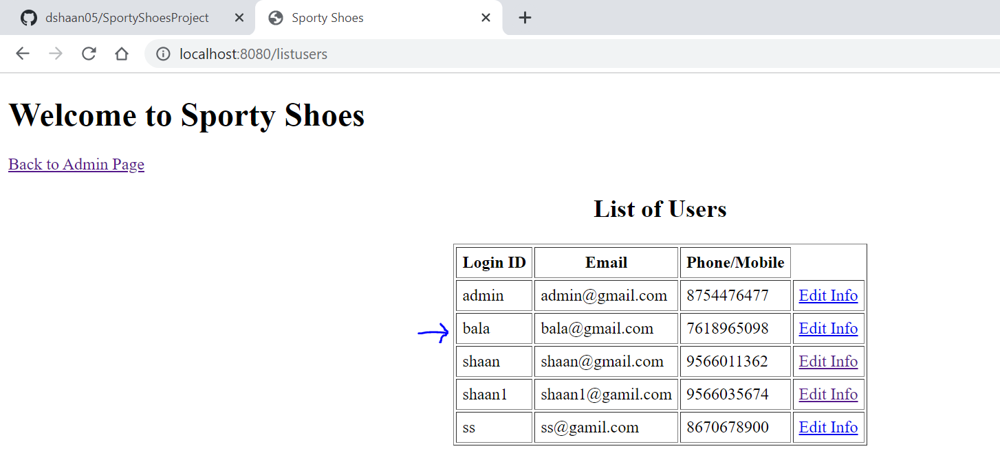 dshaan05/SportyShoesProject Sporty Shoes
localhost:8080/listusers
Welcome to Sporty Shoes
Back to Admin Page
List of Users
Login ID Email Phone/Mobile
admin admin@gmail.com 8754476477 Edit Info
bala bala@gmail.com 7618965098 Edit Info
shaan shaan@gmail.com 9566011362 Edit Info
shaan1 shaan1@gamil.com 9566035674 Edit Info
ss ss@gamil.com 8670678900 Edit Info